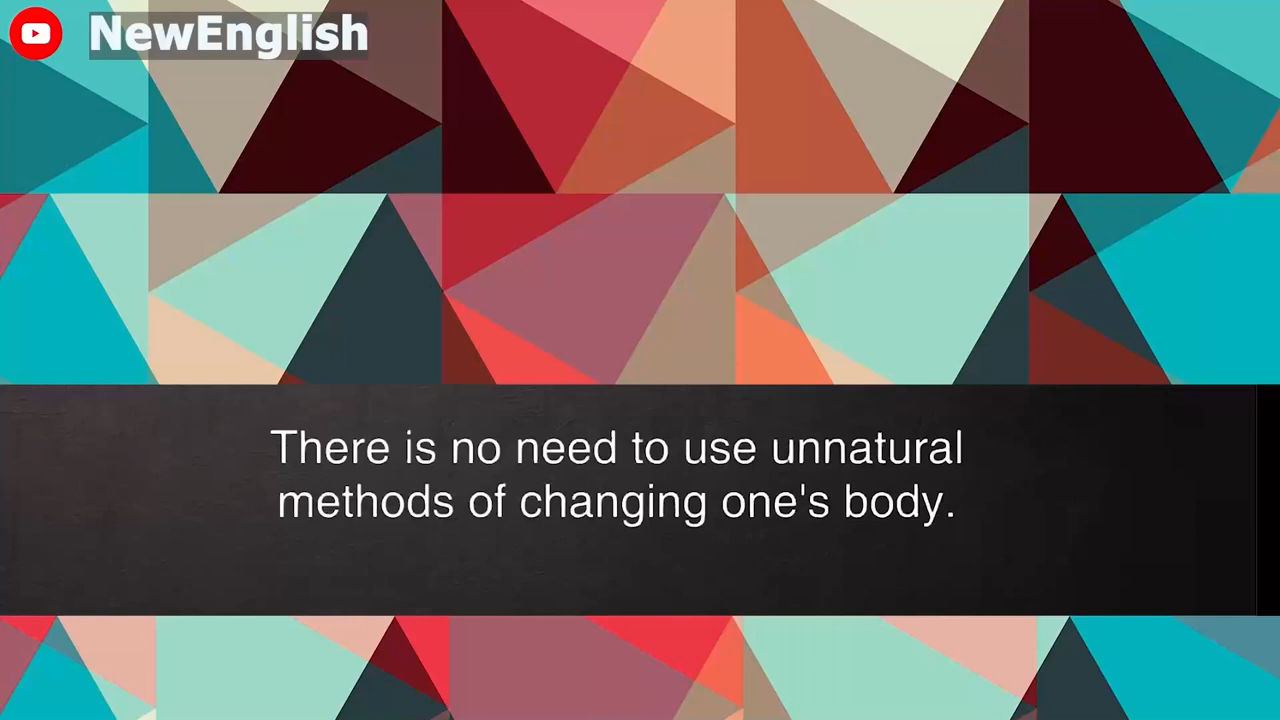 NewEnglish
There is no need to use unnatural
methods of changing one's body.